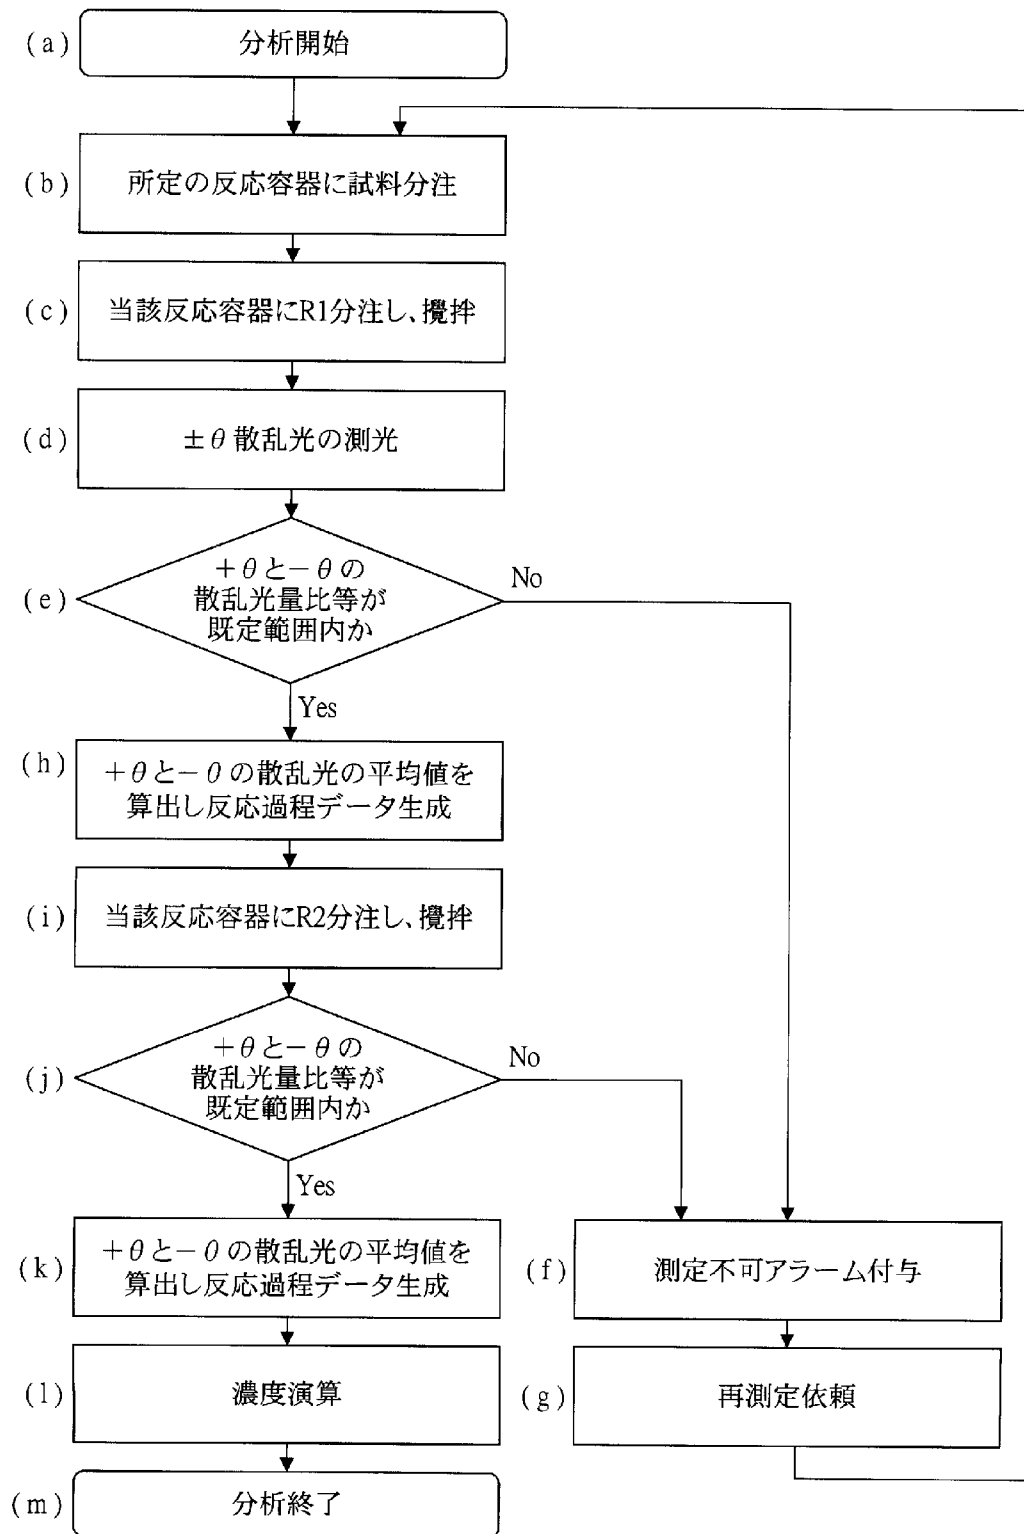 (a) 分析開始
(b) 所定の反応容器に試料分注
(c) 当該反応容器にR1分注し、攪拌
(d) ±θ散乱光の測光
(e) +θと-θの
散乱光量比等が
既定範囲内か
No
Yes
(h) +θと-θの散乱光の平均値を
算出し反応過程データ生成
(i) 当該反応容器にR2分注し、攪拌
(j) +θと-θの
散乱光量比等が
既定範囲内か
No
Yes
(k) +θと-θの散乱光の平均値を
算出し反応過程データ生成
(f) 測定不可アラーム付与
(l) 濃度演算
(g) 再測定依頼
(m) 分析終了